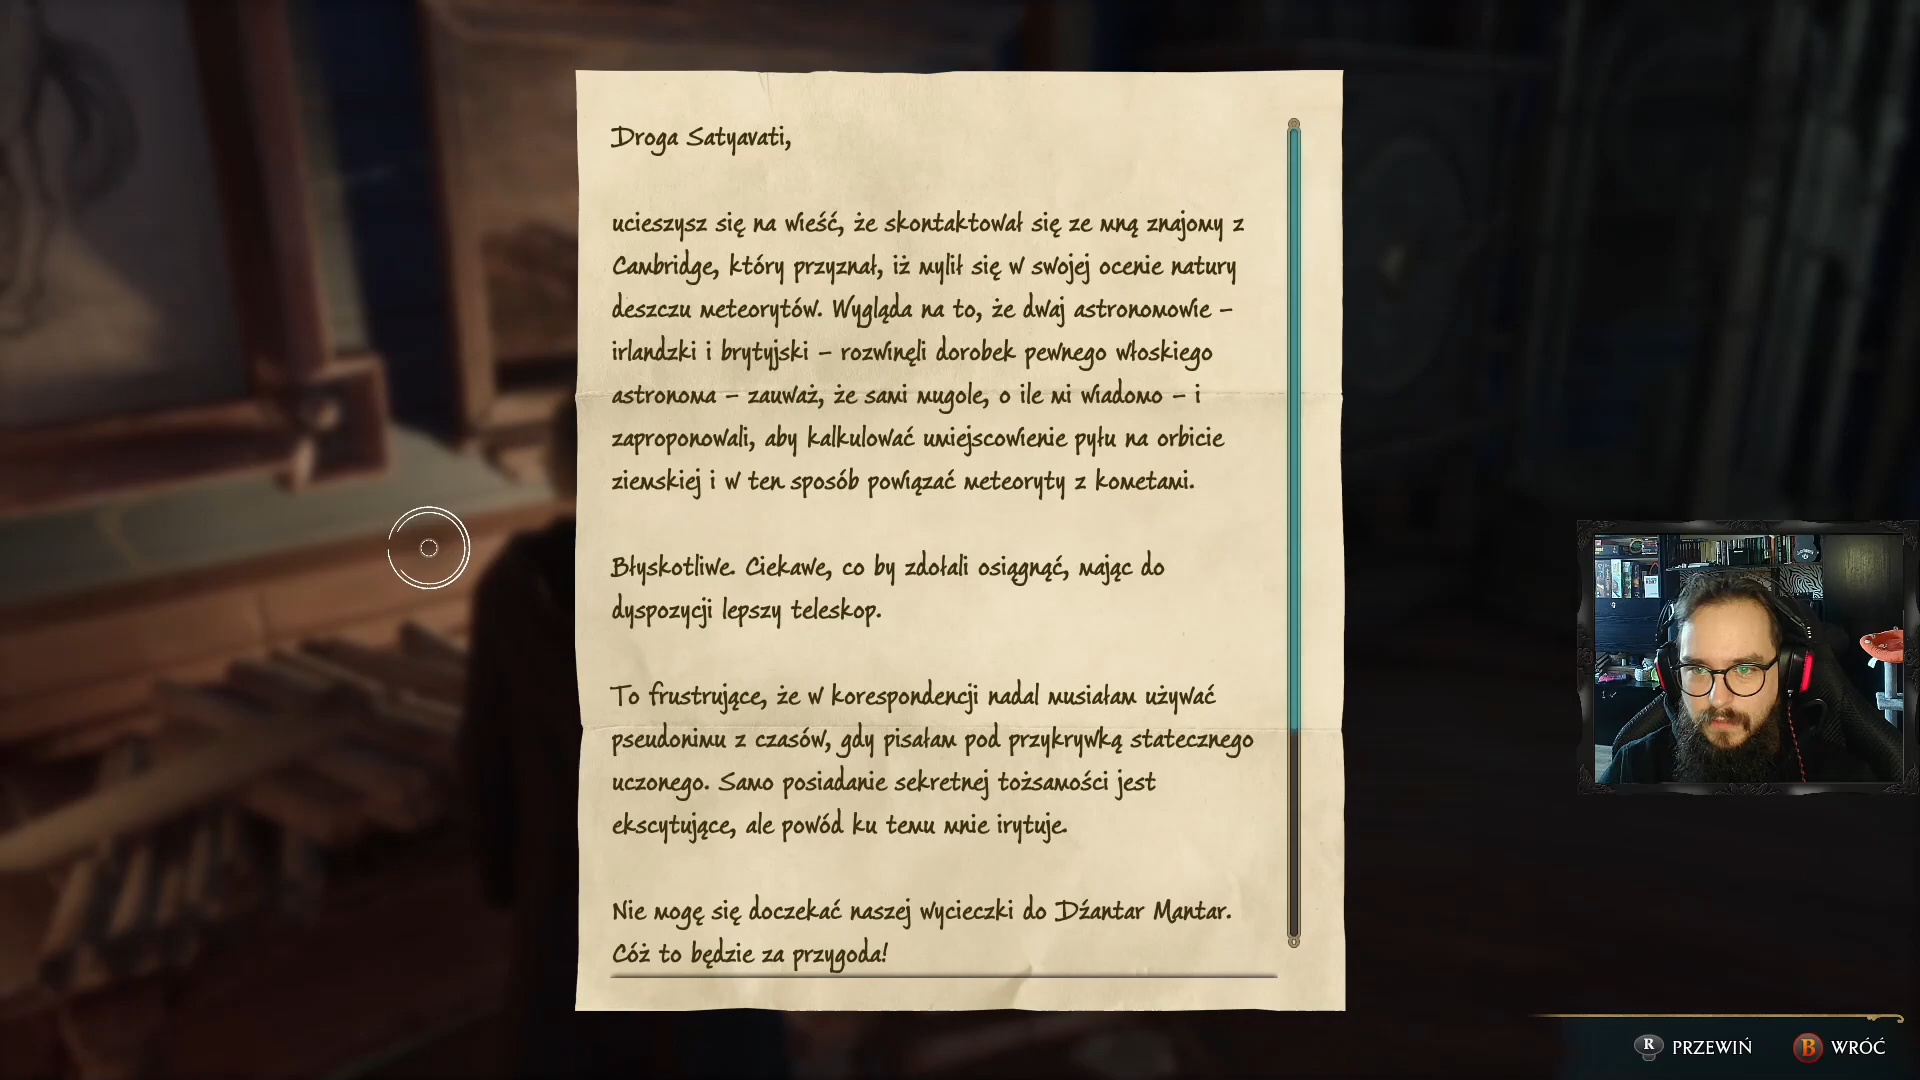 Droga Satyavati,
ucieszysz się na wieść, że skontaktował się ze mną znajomy z
Cambridge, który przyznał, iż mylił się w swojej ocenie natury
deszczu meteorytów. Wygląda na to, że dwaj astronomowie –
irlandzki i brytyjski – rozwinęli dorobek pewnego włoskiego
astronoma – zauważ, że sami mugole, o ile mi wiadomo – i
zaproponowali, aby kalkulować umiejscowienie pyłu na orbicie
ziemskiej i w ten sposób powiązać meteoryty z kometami.
Błyskotliwe. Ciekawe, co by zdołali osiągnąć, mając do
dyspozycji lepszy teleskop.
To frustrujące, że w korespondencji nadal musiałam używać
pseudonimu z czasów, gdy pisałam pod przykrywką statecznego
uczonego. Samo posiadanie sekretnej tożsamości jest
ekscytujące, ale powód ku temu mnie irytuje.
Nie mogę się doczekać naszej wycieczki do Dźantar Mantar.
Cóż to będzie za przygoda!
R PRZEWIŃ B WRÓĆ